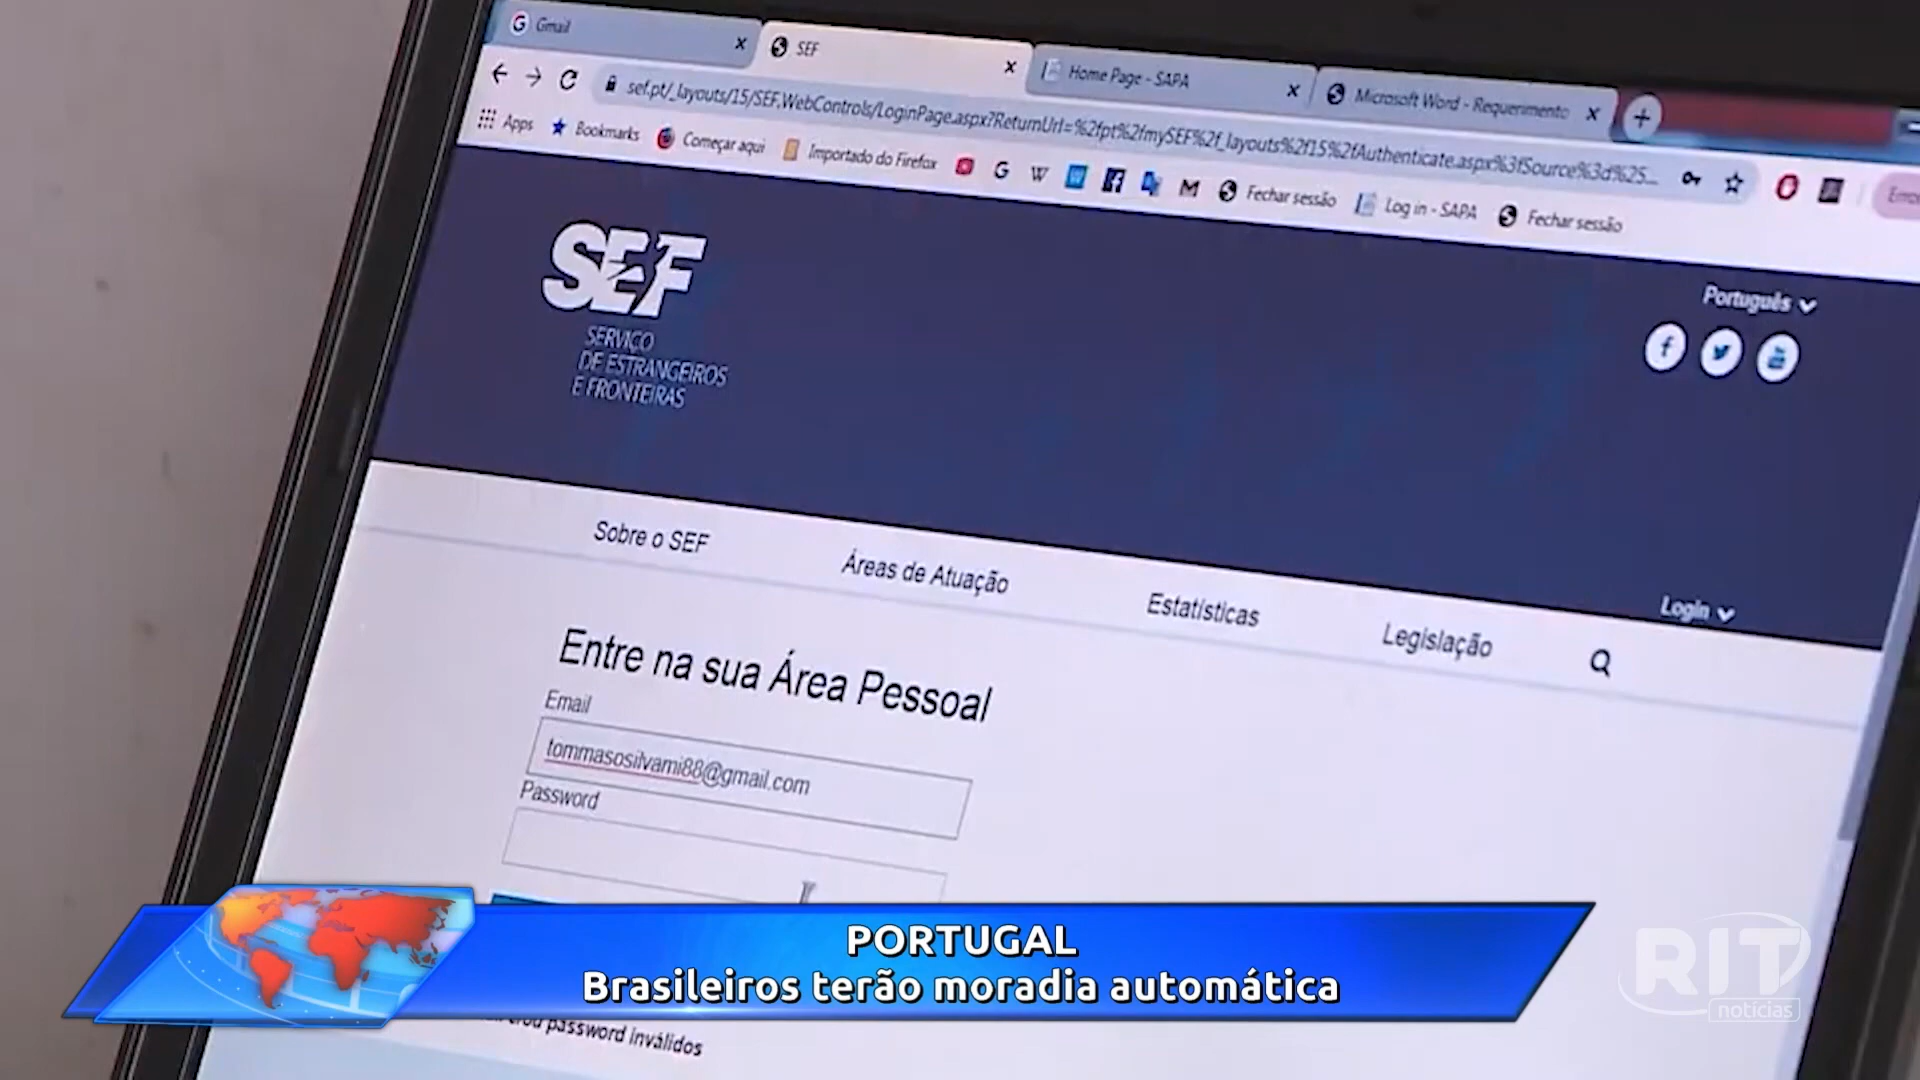 Gmail
SEF
Home Page - SAPA
Microsoft Word - Requerimento
sef.pt/_layouts/15/SEF.WebControls/LoginPage.aspx?ReturnUrl=%2fpt%2fmySEF%2f_layouts%2f15%2fAuthenticate.aspx%3fSource%3d%25...
Apps
Bookmarks
Começar aqui
Importado do Firefox
Fechar sessão
Log in - SAPA
Fechar sessão
SEF
SERVIÇO
DE ESTRANGEIROS
E FRONTEIRAS
Português
Login
Sobre o SEF
Áreas de Atuação
Estatísticas
Legislação
Entre na sua Área Pessoal
Email
tommasosilvami88@gmail.com
Password
PORTUGAL
Brasileiros terão moradia automática
RIT
notícias
password inválidos